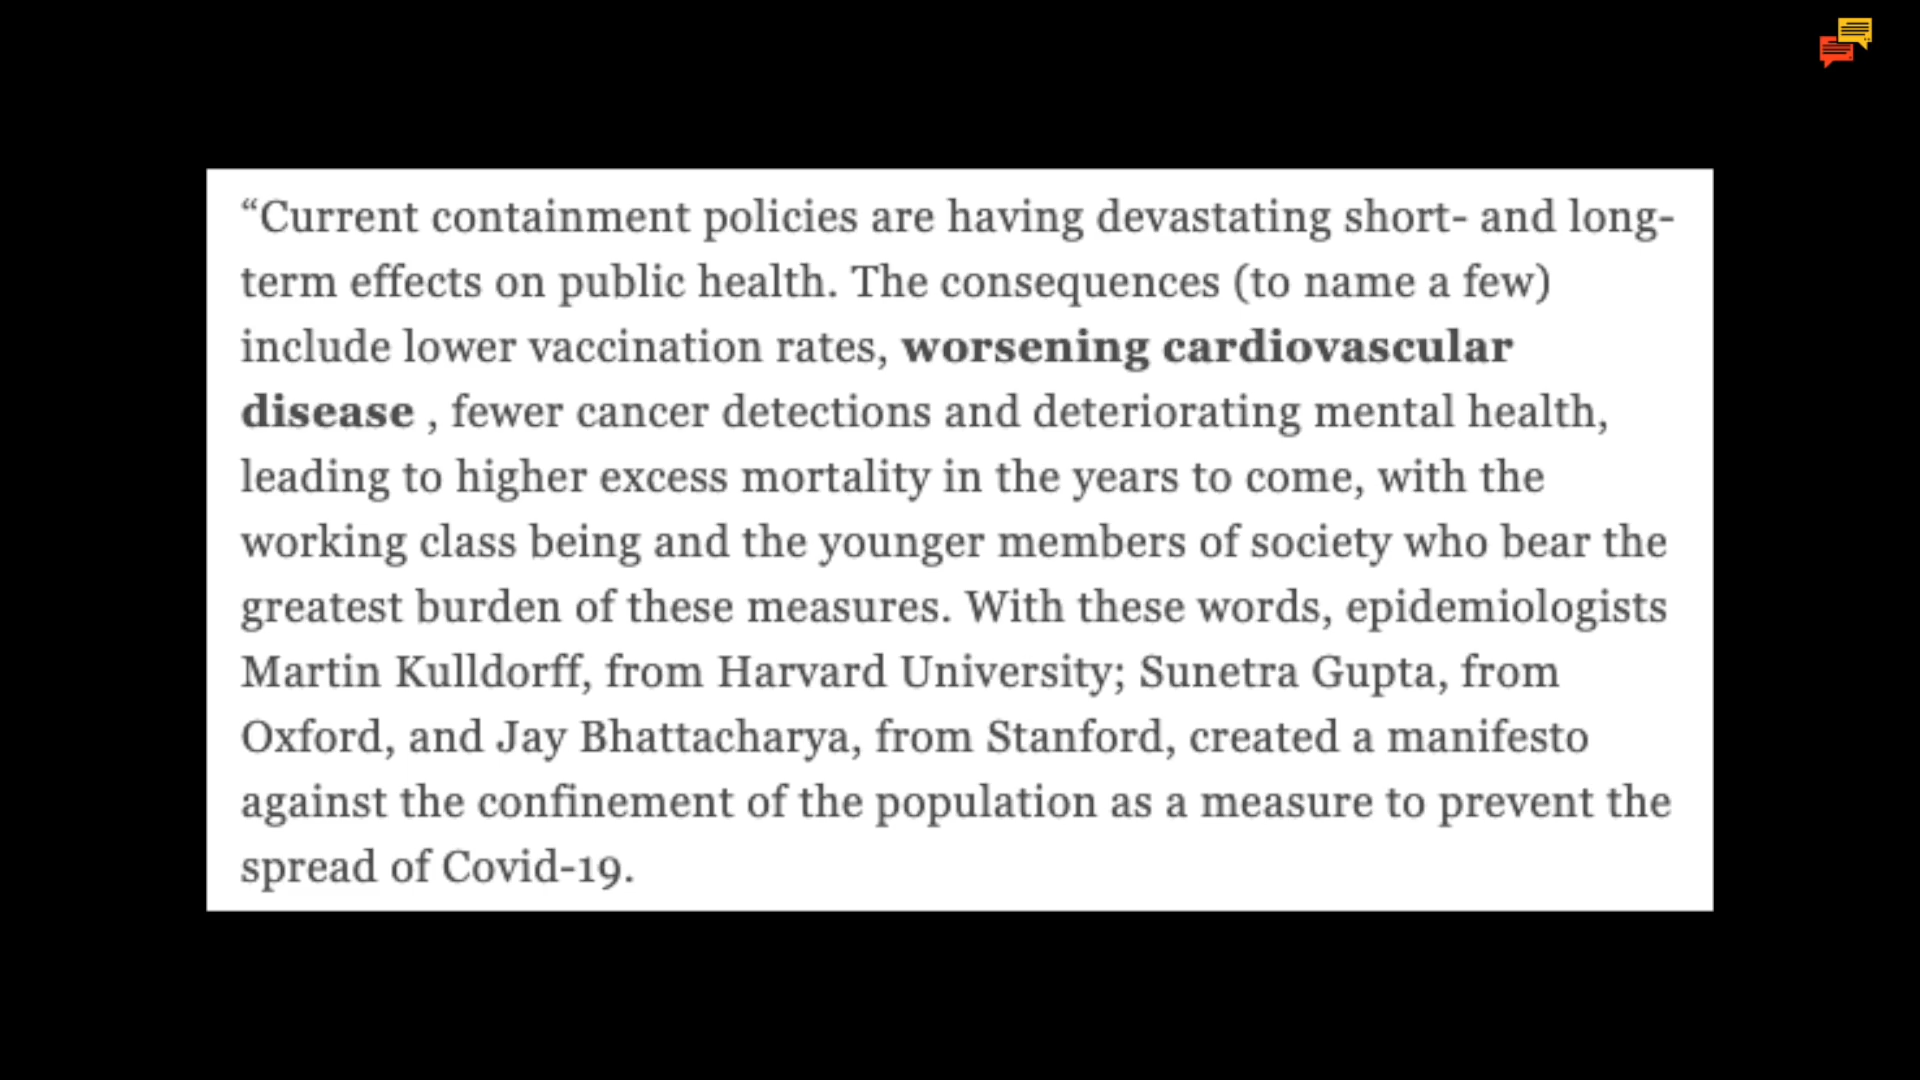 “Current containment policies are having devastating short- and long-
term effects on public health. The consequences (to name a few)
include lower vaccination rates, worsening cardiovascular
disease , fewer cancer detections and deteriorating mental health,
leading to higher excess mortality in the years to come, with the
working class being and the younger members of society who bear the
greatest burden of these measures. With these words, epidemiologists
Martin Kulldorff, from Harvard University; Sunetra Gupta, from
Oxford, and Jay Bhattacharya, from Stanford, created a manifesto
against the confinement of the population as a measure to prevent the
spread of Covid-19.